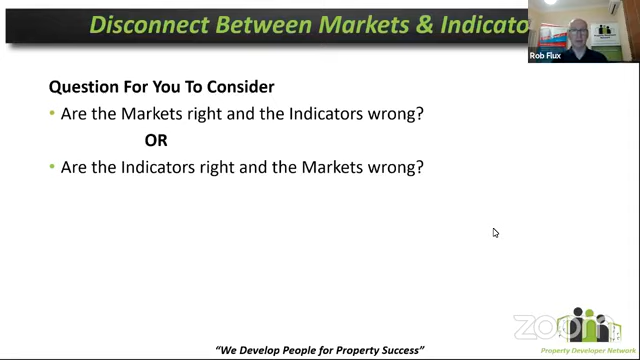 Disconnect Between Markets & Indicato
Rob Flux
Question For You To Consider
• Are the Markets right and the Indicators wrong?
OR
• Are the Indicators right and the Markets wrong?
zoom
Property Developer Network
“We Develop People for Property Success”